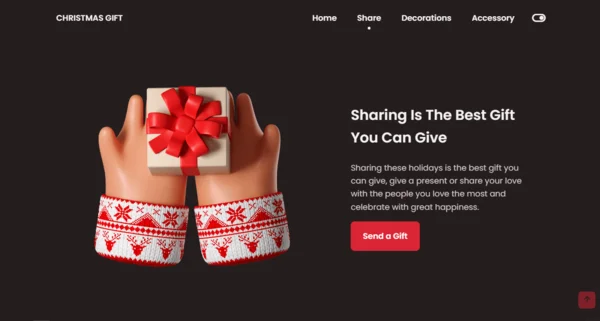 CHRISTMAS GIFT
Home Share Decorations Accessory
Sharing Is The Best Gift
You Can Give
Sharing these holidays is the best gift you
can give, give a present or share your love
with the people you love the most and
celebrate with great happiness.
Send a Gift